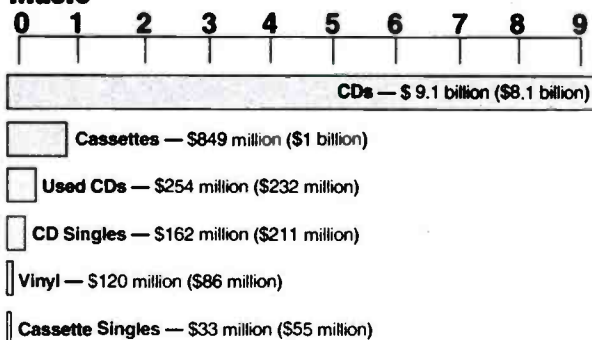 Music
0 1 2 3 4 5 6 7 8 9
CDs — $ 9.1 billion ($8.1 billion)
Cassettes — $849 million ($1 billion)
Used CDs — $254 million ($232 million)
CD Singles — $162 million ($211 million)
Vinyl — $120 million ($86 million)
Cassette Singles — $33 million ($55 million)